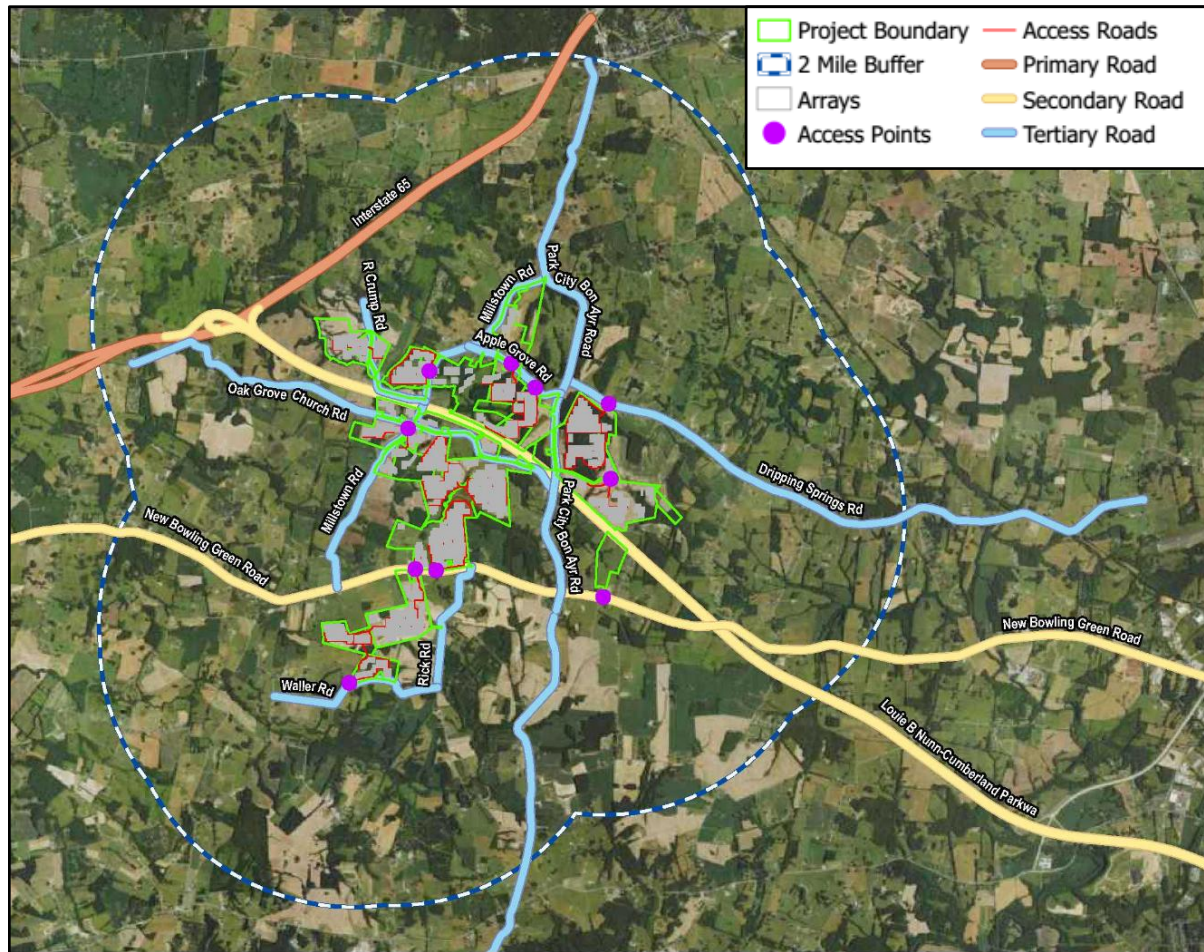 Project Boundary
2 Mile Buffer
Arrays
Access Points
Access Roads
Primary Road
Secondary Road
Tertiary Road
Interstate 65
R Crump Rd
Millstown Rd
Park City Bon Ayr Road
Apple Grove Rd
Oak Grove Church Rd
Millstown Rd
Dripping Springs Rd
Park City Bon Ayr Rd
New Bowling Green Road
New Bowling Green Road
Rick Rd
Waller Rd
Louie B Nunn-Cumberland Parkwa